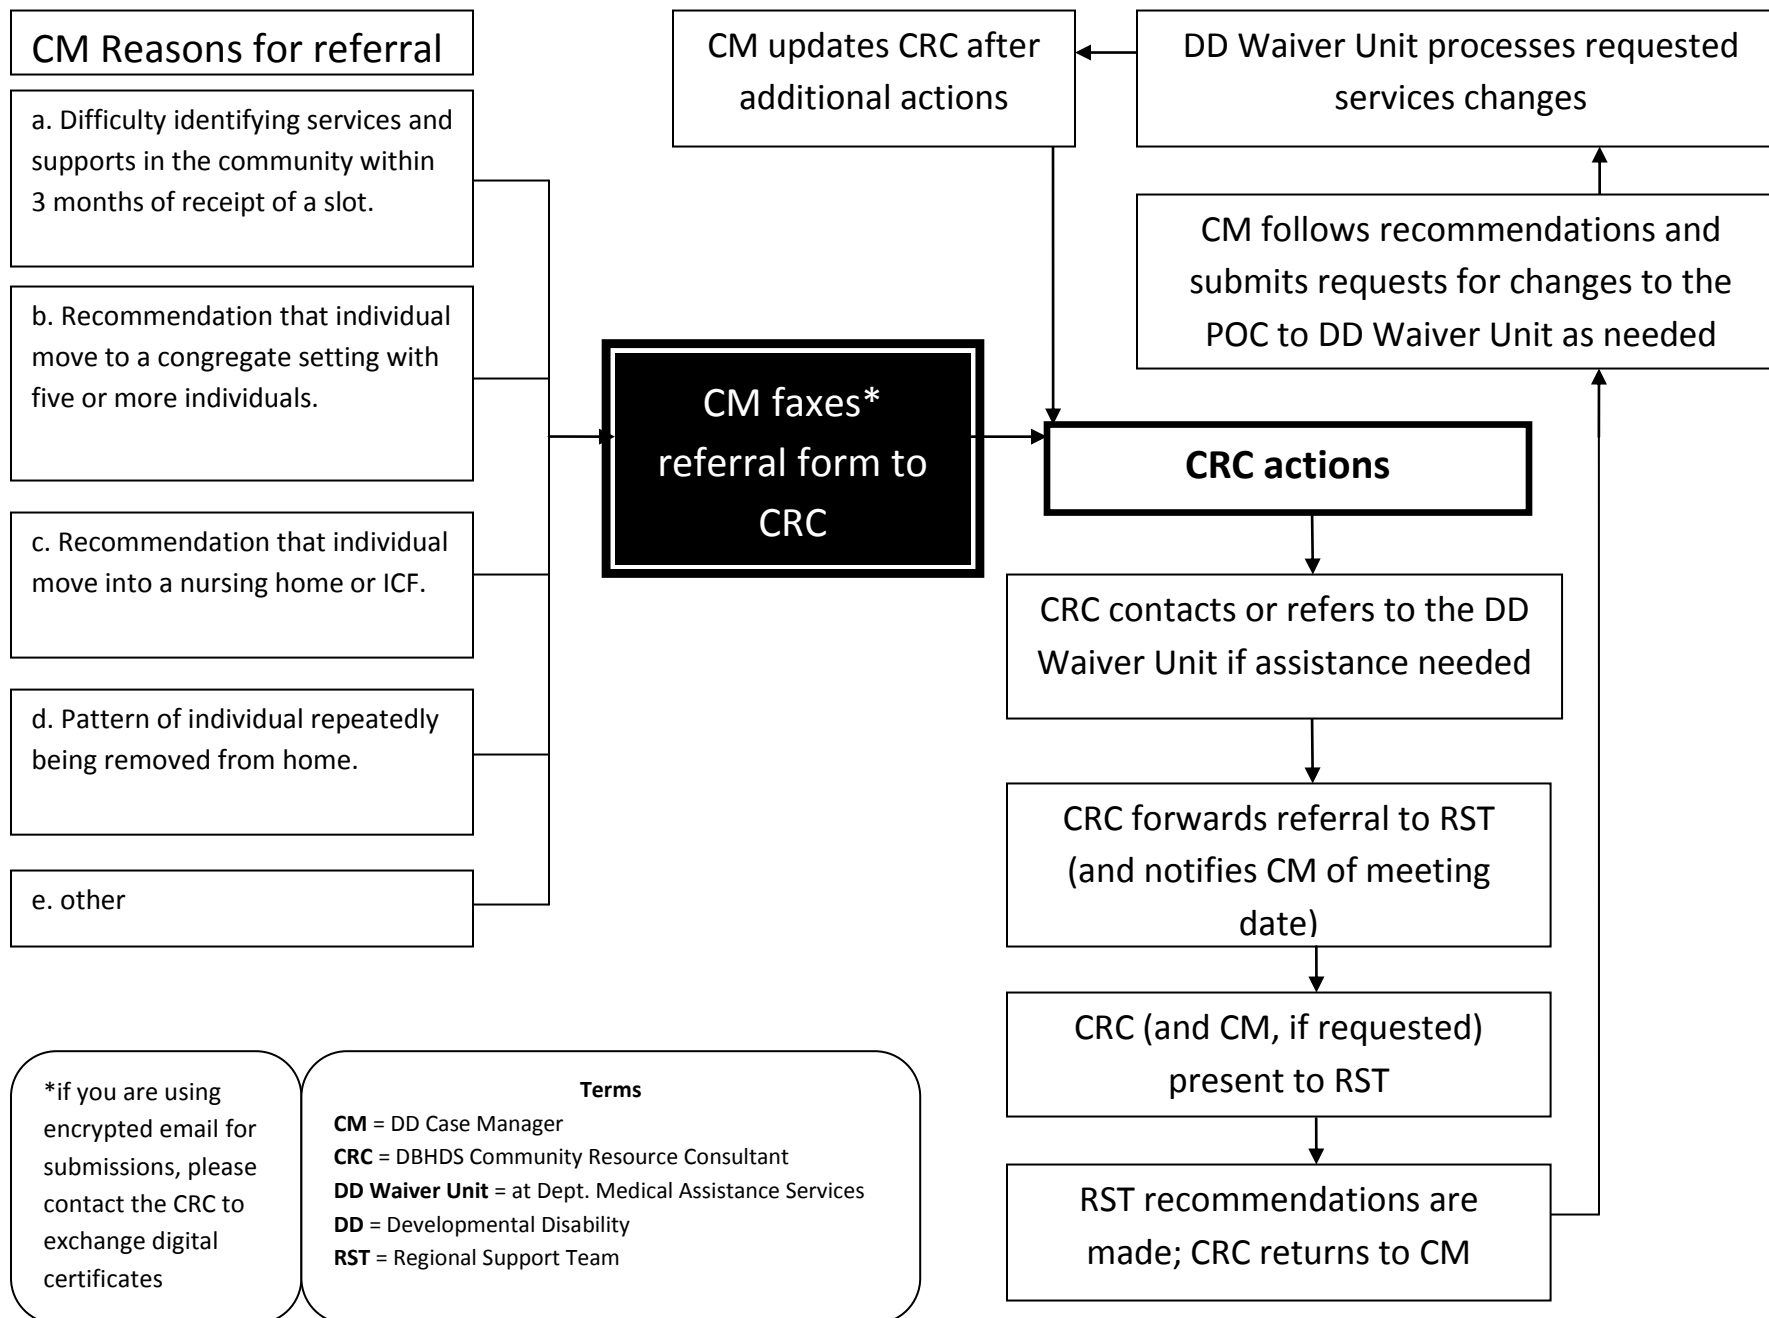 CM Reasons for referral
a. Difficulty identifying services and
supports in the community within
3 months of receipt of a slot.
b. Recommendation that individual
move to a congregate setting with
five or more individuals.
c. Recommendation that individual
move into a nursing home or ICF.
d. Pattern of individual repeatedly
being removed from home.
e. other
CM faxes*
referral form to
CRC
CM updates CRC after
additional actions
DD Waiver Unit processes requested
services changes
CM follows recommendations and
submits requests for changes to the
POC to DD Waiver Unit as needed
CRC actions
CRC contacts or refers to the DD
Waiver Unit if assistance needed
CRC forwards referral to RST
(and notifies CM of meeting
date)
CRC (and CM, if requested)
present to RST
RST recommendations are
made; CRC returns to CM
*if you are using
encrypted email for
submissions, please
contact the CRC to
exchange digital
certificates
Terms
CM = DD Case Manager
CRC = DBHDS Community Resource Consultant
DD Waiver Unit = at Dept. Medical Assistance Services
DD = Developmental Disability
RST = Regional Support Team